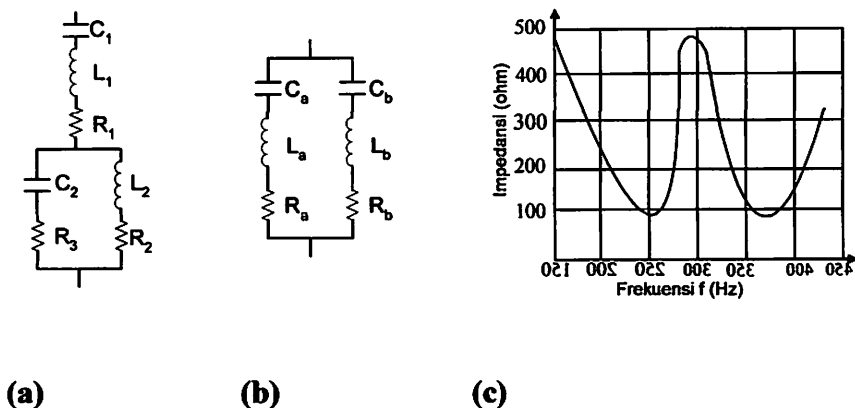 C1
L1
R1
C2
L2
R3
R2
Ca
Cb
La
Lb
Ra
Rb
Impedansi (ohm)
500
400
300
200
100
150
200
250
300
350
400
450
Frekuensi f (Hz)
(a)
(b)
(c)